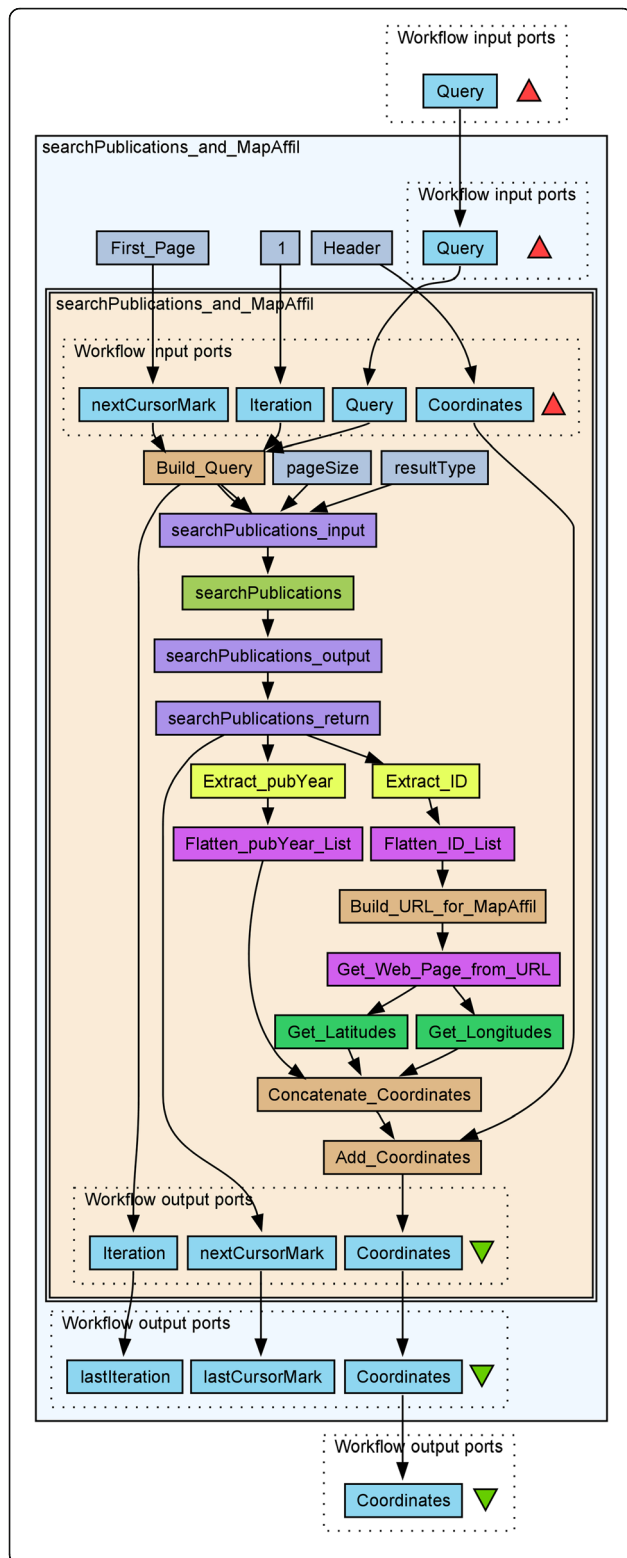 Workflow input ports
Query
searchPublications_and_MapAffil
Workflow input ports
First_Page
1
Header
Query
searchPublications_and_MapAffil
Workflow input ports
nextCursorMark
Iteration
Query
Coordinates
Build_Query
pageSize
resultType
searchPublications_input
searchPublications
searchPublications_output
searchPublications_return
Extract_pubYear
Extract_ID
Flatten_pubYear_List
Flatten_ID_List
Build_URL_for_MapAffil
Get_Web_Page_from_URL
Get_Latitudes
Get_Longitudes
Concatenate_Coordinates
Add_Coordinates
Workflow output ports
Iteration
nextCursorMark
Coordinates
Workflow output ports
lastIteration
lastCursorMark
Coordinates
Workflow output ports
Coordinates